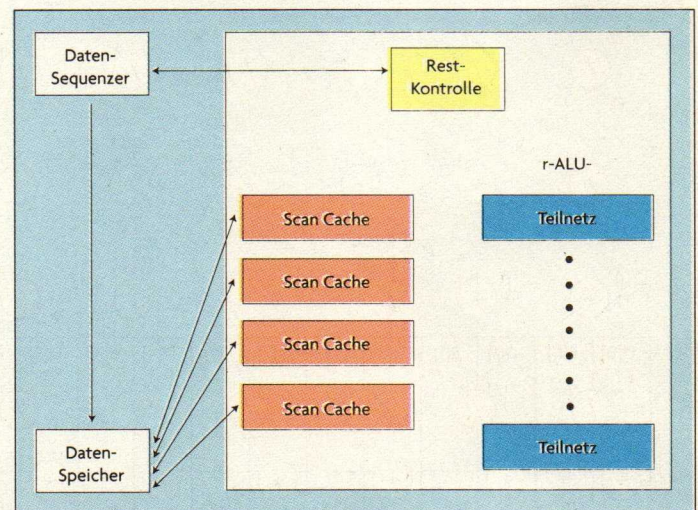 Daten-
Sequenzer
Rest-
Kontrolle
r-ALU-
Scan Cache
Teilnetz
Scan Cache
Scan Cache
Scan Cache
Teilnetz
Daten-
Speicher